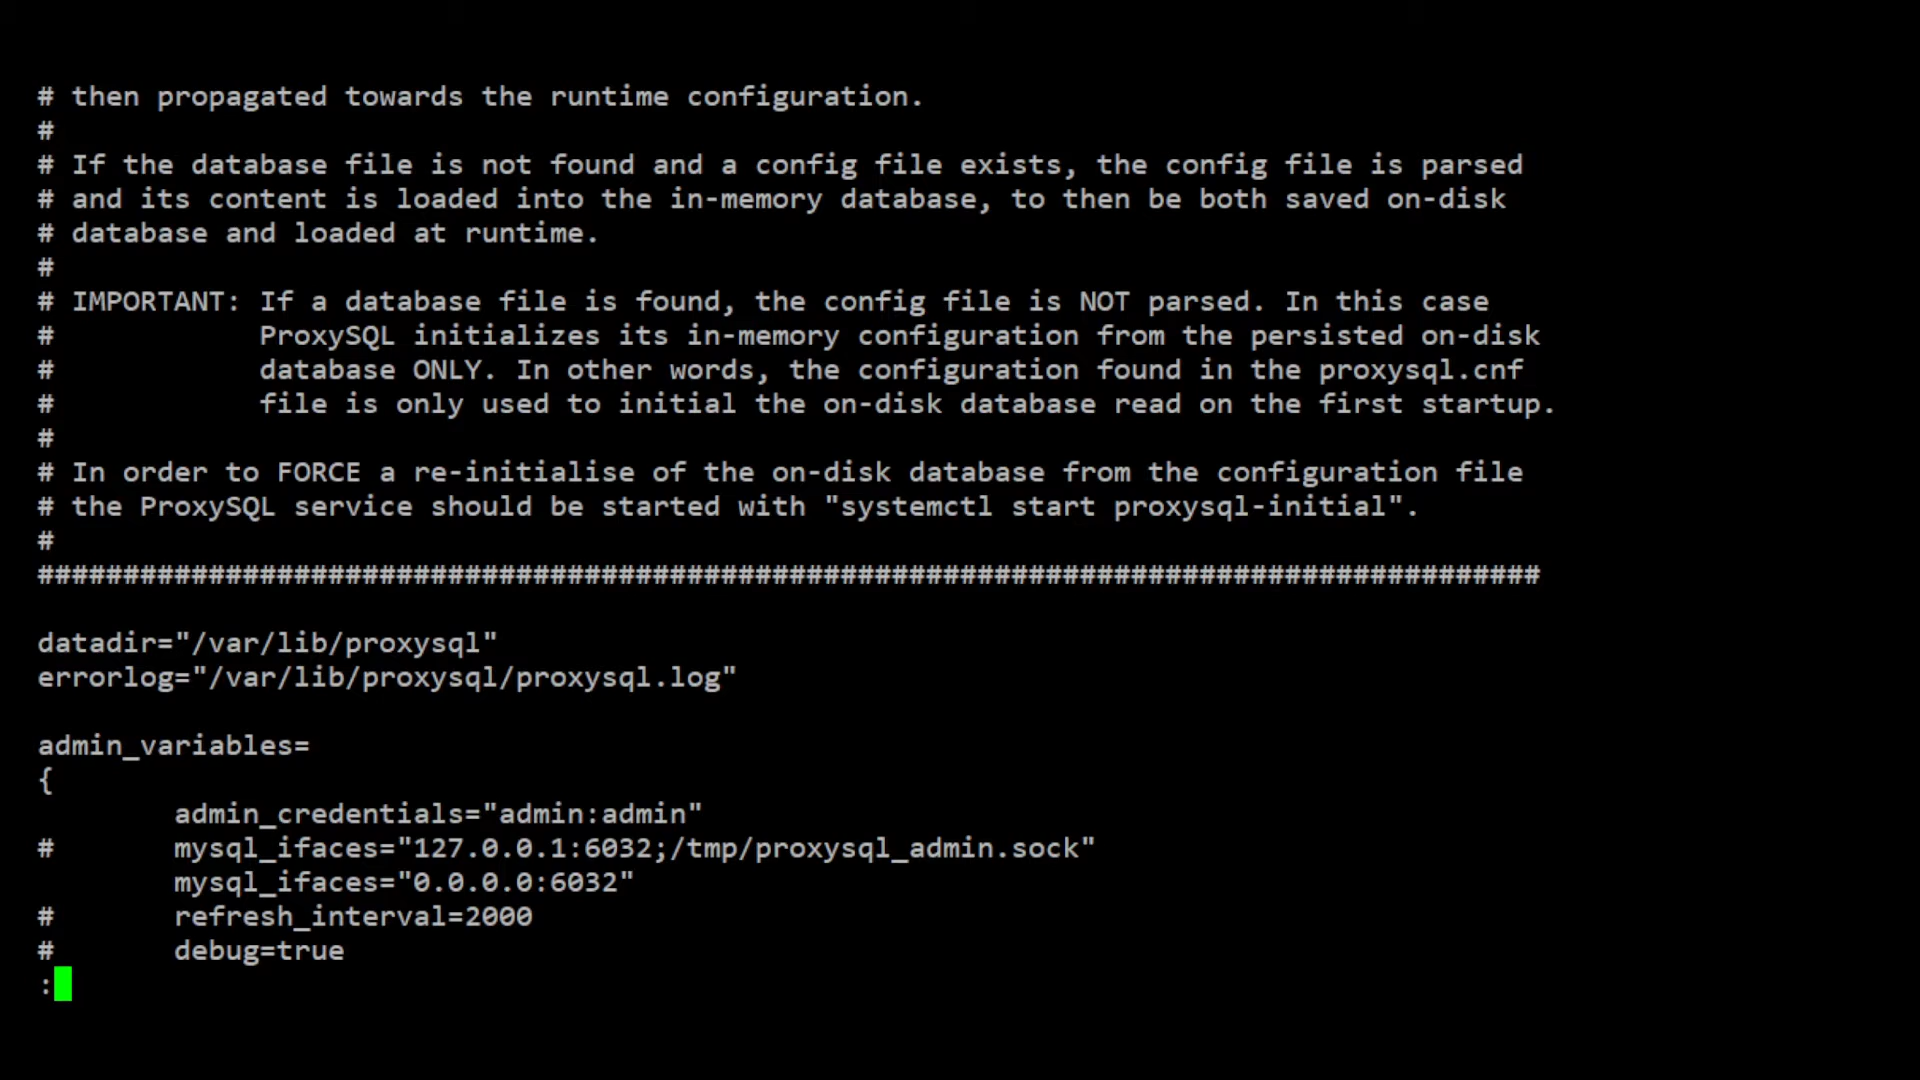 # then propagated towards the runtime configuration.
#
# If the database file is not found and a config file exists, the config file is parsed
# and its content is loaded into the in-memory database, to then be both saved on-disk
# database and loaded at runtime.
#
# IMPORTANT: If a database file is found, the config file is NOT parsed. In this case
#            ProxySQL initializes its in-memory configuration from the persisted on-disk
#            database ONLY. In other words, the configuration found in the proxysql.cnf
#            file is only used to initial the on-disk database read on the first startup.
#
# In order to FORCE a re-initialise of the on-disk database from the configuration file
# the ProxySQL service should be started with "systemctl start proxysql-initial".
#
########################################################################################

datadir="/var/lib/proxysql"
errorlog="/var/lib/proxysql/proxysql.log"

admin_variables=
{
        admin_credentials="admin:admin"
#       mysql_ifaces="127.0.0.1:6032;/tmp/proxysql_admin.sock"
        mysql_ifaces="0.0.0.0:6032"
#       refresh_interval=2000
#       debug=true
: